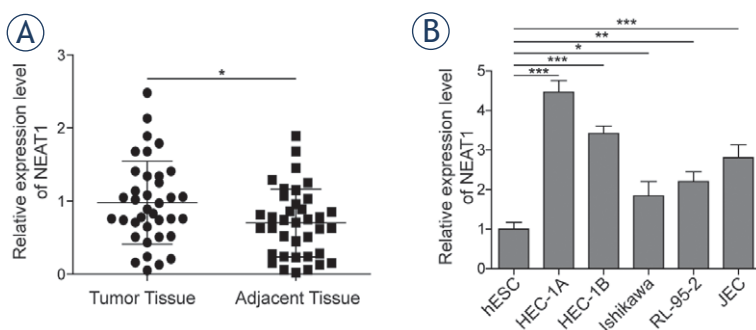 A
Relative expression level
of NEAT1
3
2
1
0
*
Tumor Tissue
Adjacent Tissue
B
Relative expression of
NEAT1
5
4
3
2
1
0
***
**
*
***
***
hESC
HEC-1A
HEC-1B
Ishikawa
RL-95-2
JEC